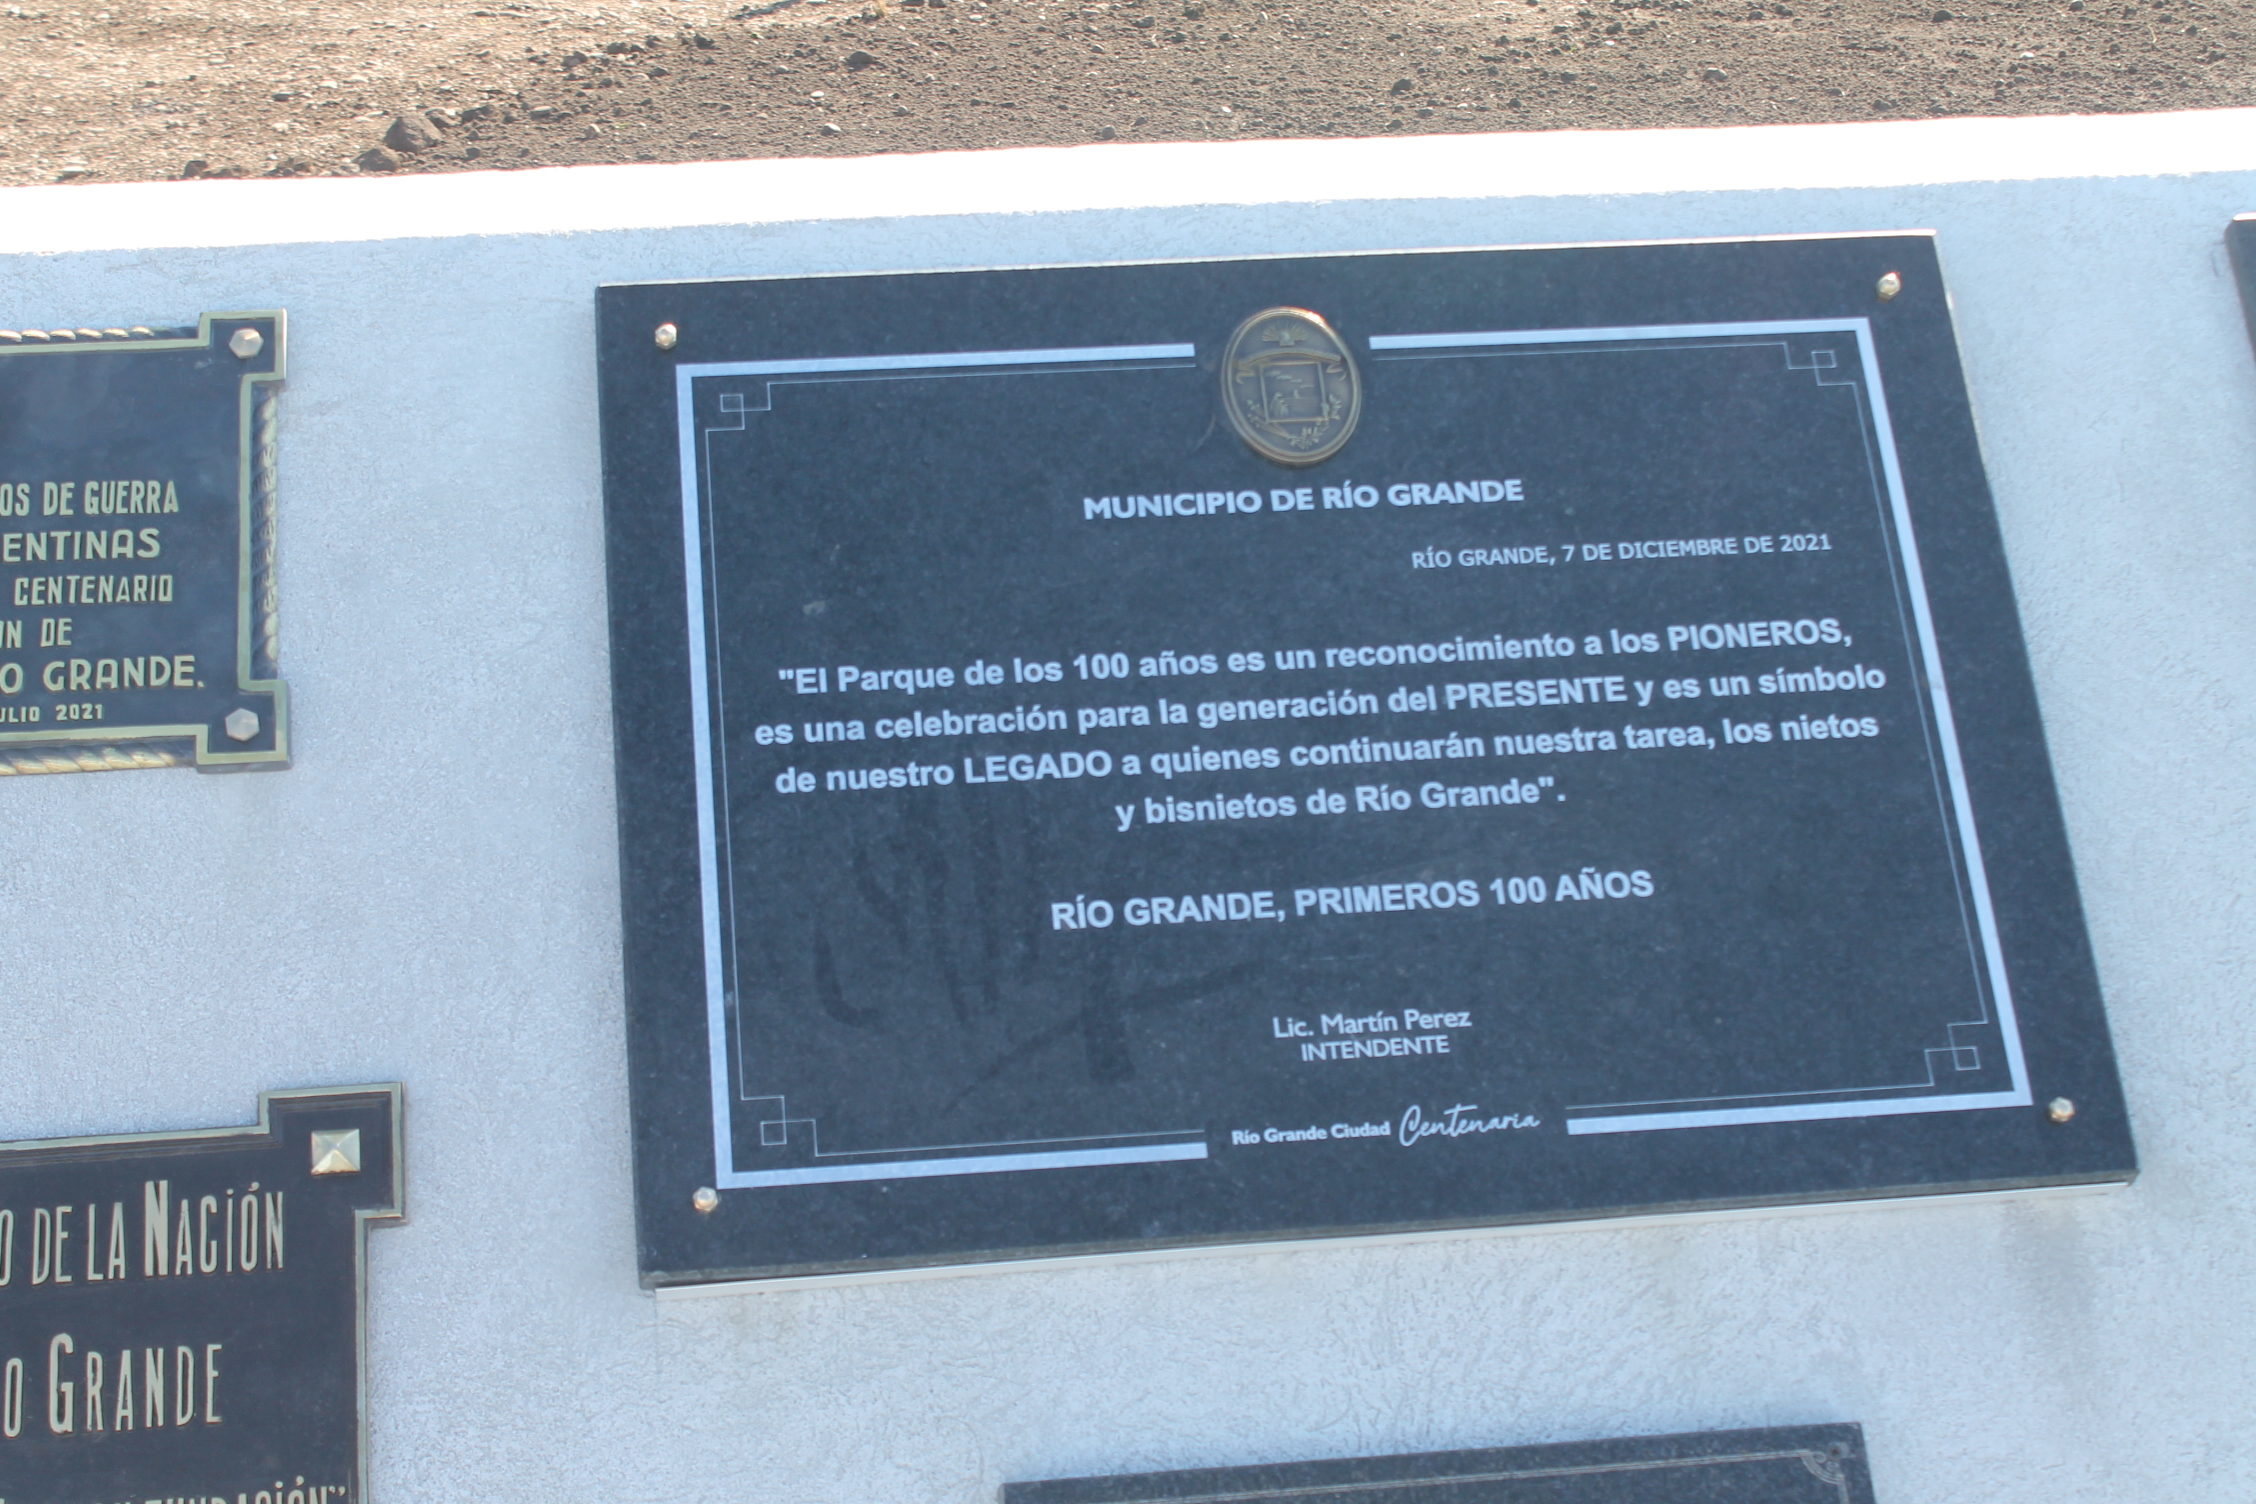 OS DE GUERRA
ENTINAS
CENTENARIO
N DE
O GRANDE.
ULIO 2021
O DE LA NACIÓN
O GRANDE
MUNICIPIO DE RÍO GRANDE
RÍO GRANDE, 7 DE DICIEMBRE DE 2021
"El Parque de los 100 años es un reconocimiento a los PIONEROS,
es una celebración para la generación del PRESENTE y es un símbolo
de nuestro LEGADO a quienes continuarán nuestra tarea, los nietos
y bisnietos de Río Grande".
RÍO GRANDE, PRIMEROS 100 AÑOS
Lic. Martín Perez
INTENDENTE
Río Grande Ciudad Centenaria